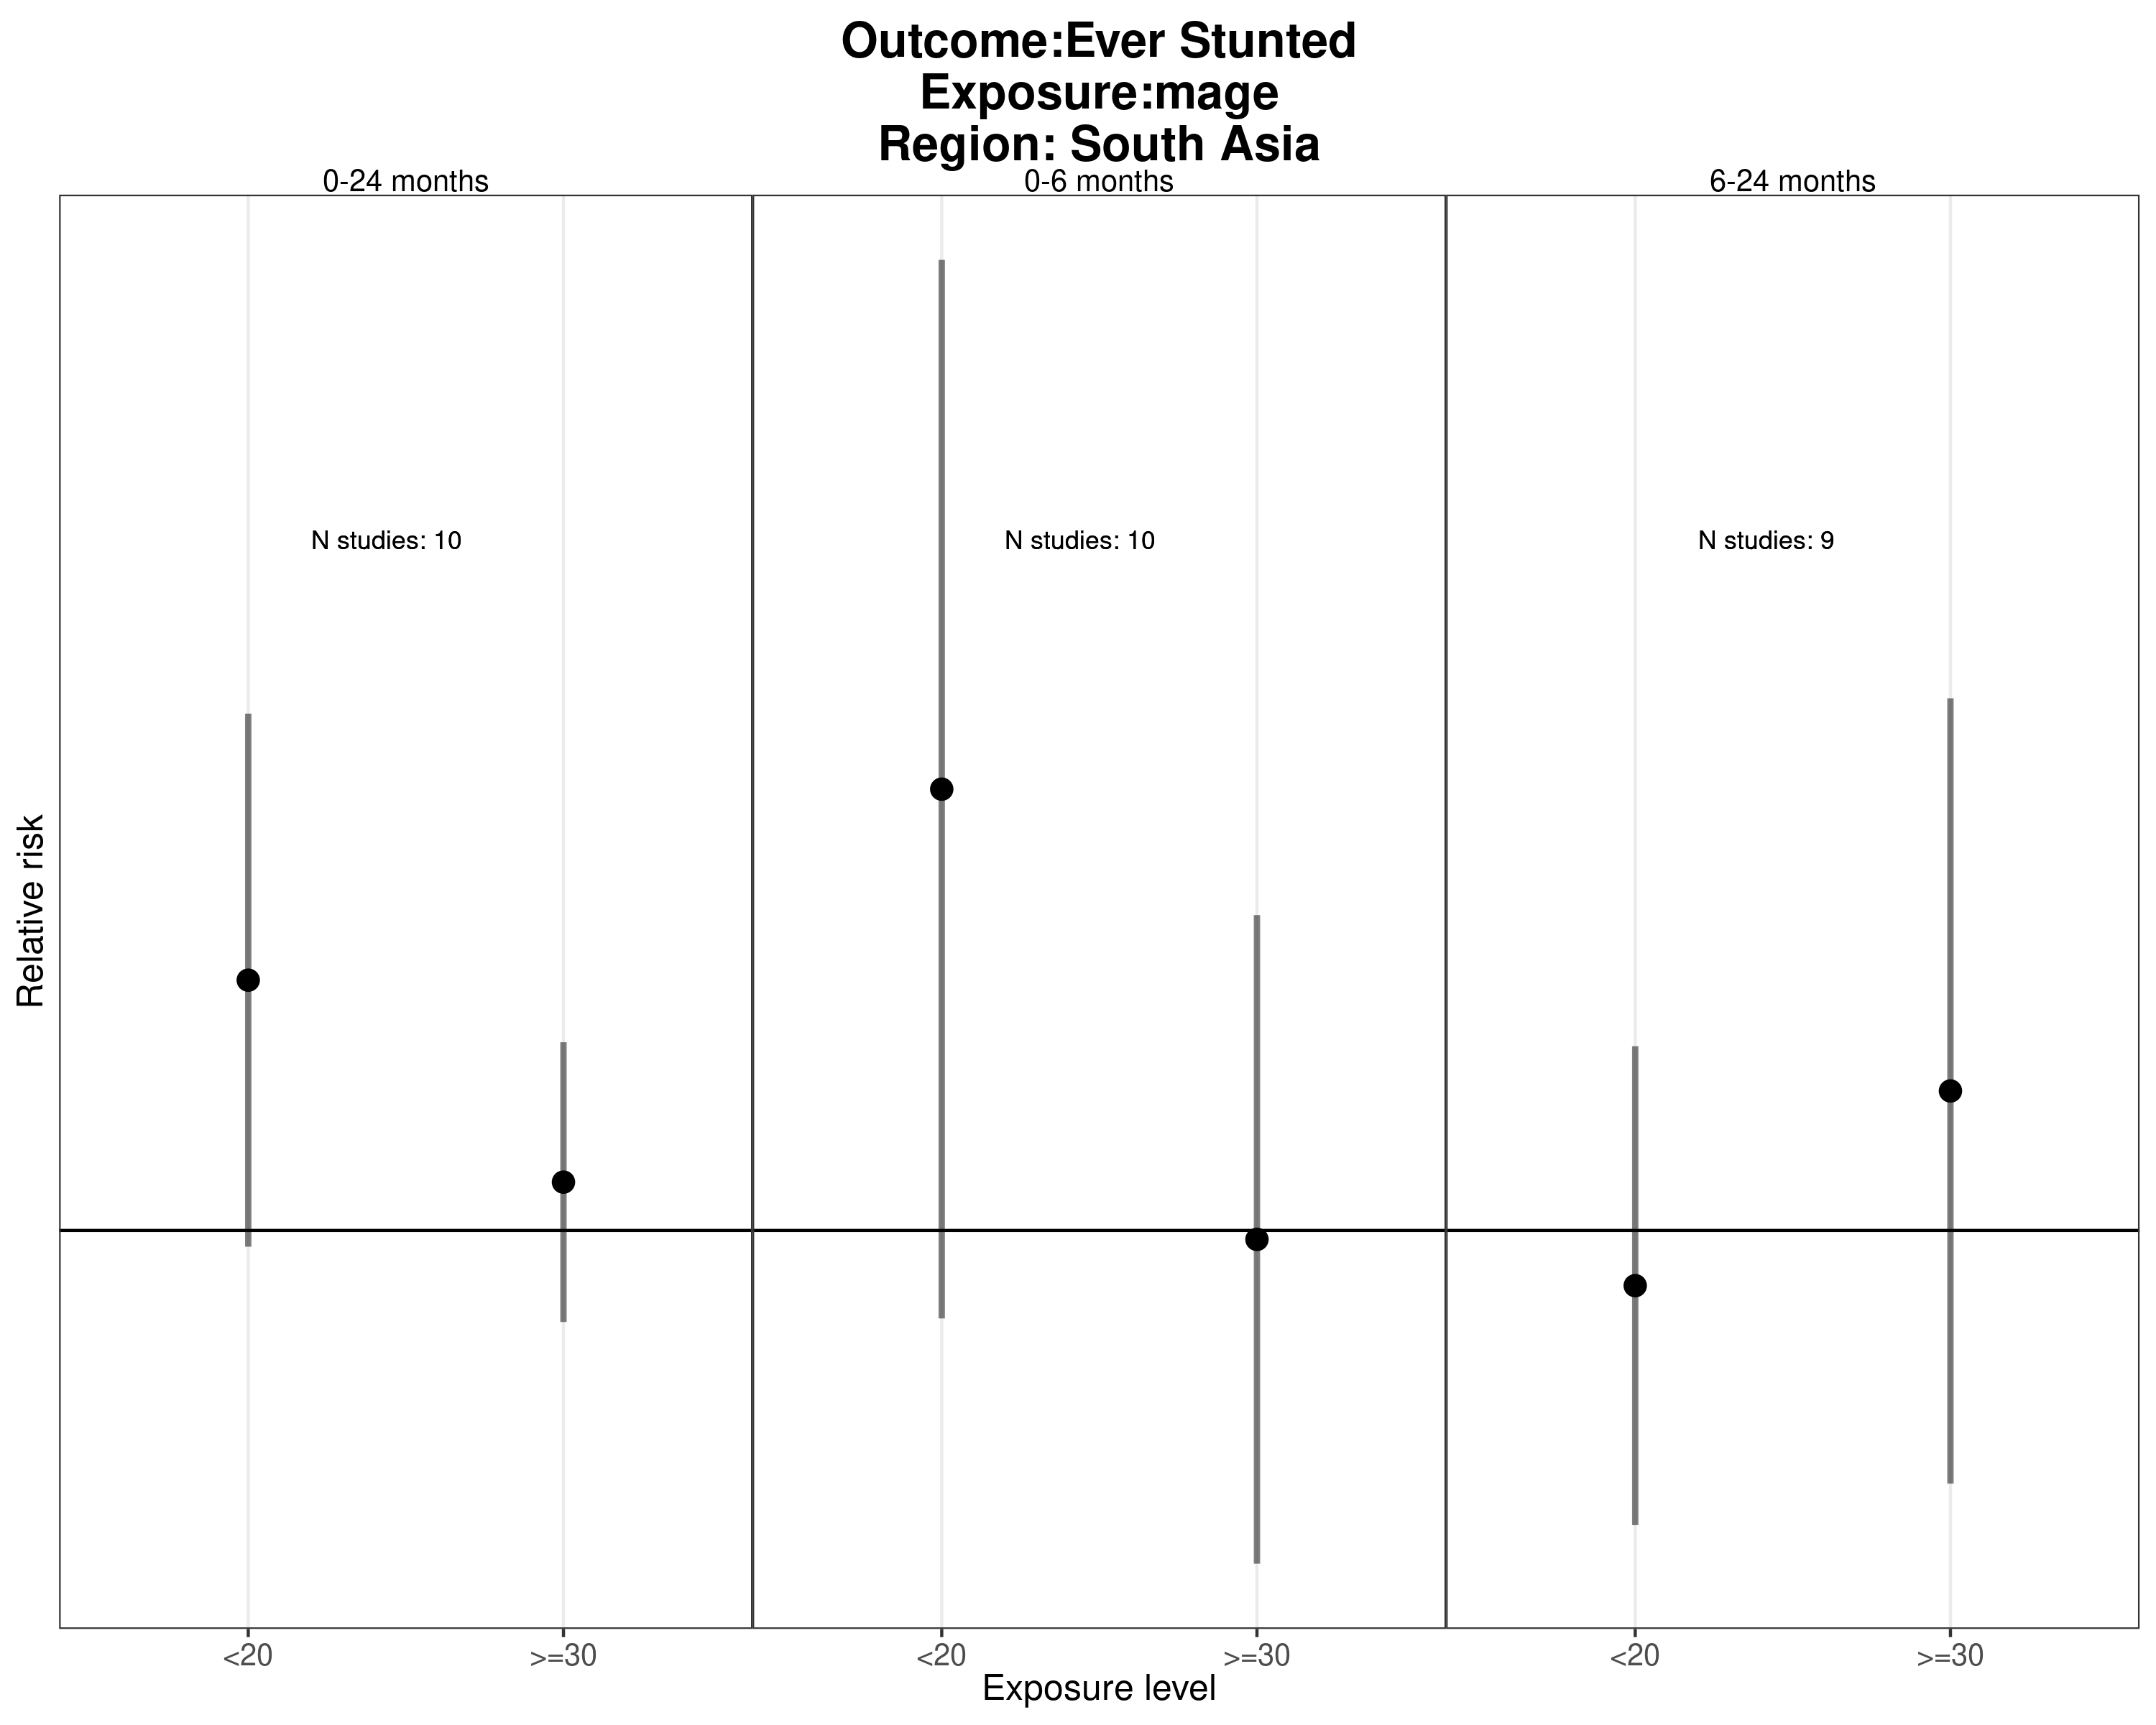 Outcome:Ever Stunted
Exposure:mage
Region: South Asia
0-24 months
0-6 months
6-24 months
N studies: 10
N studies: 10
N studies: 9
Relative risk
<20
>=30
<20
>=30
<20
>=30
Exposure level